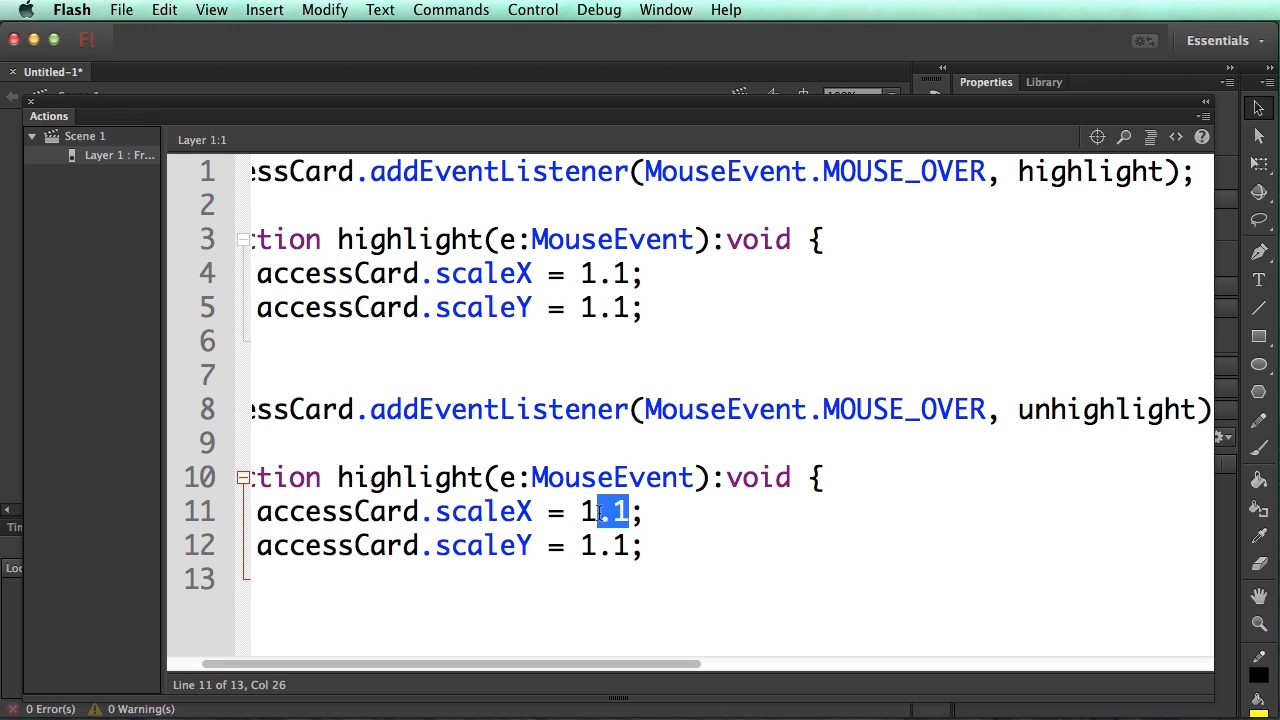 Flash File Edit View Insert Modify Text Commands Control Debug Window Help
Fl Essentials
Untitled-1*
Properties Library
Actions
Scene 1
Layer 1 : Fr...
Layer 1:1
1 essCard.addEventListener(MouseEvent.MOUSE_OVER, highlight);
2
3 ction highlight(e:MouseEvent):void {
4 accessCard.scaleX = 1.1;
5 accessCard.scaleY = 1.1;
6
7
8 essCard.addEventListener(MouseEvent.MOUSE_OVER, unhighlight)
9
10 ction highlight(e:MouseEvent):void {
11 accessCard.scaleX = 1.1;
12 accessCard.scaleY = 1.1;
13
Line 11 of 13, Col 26
0 Error(s) 0 Warning(s)